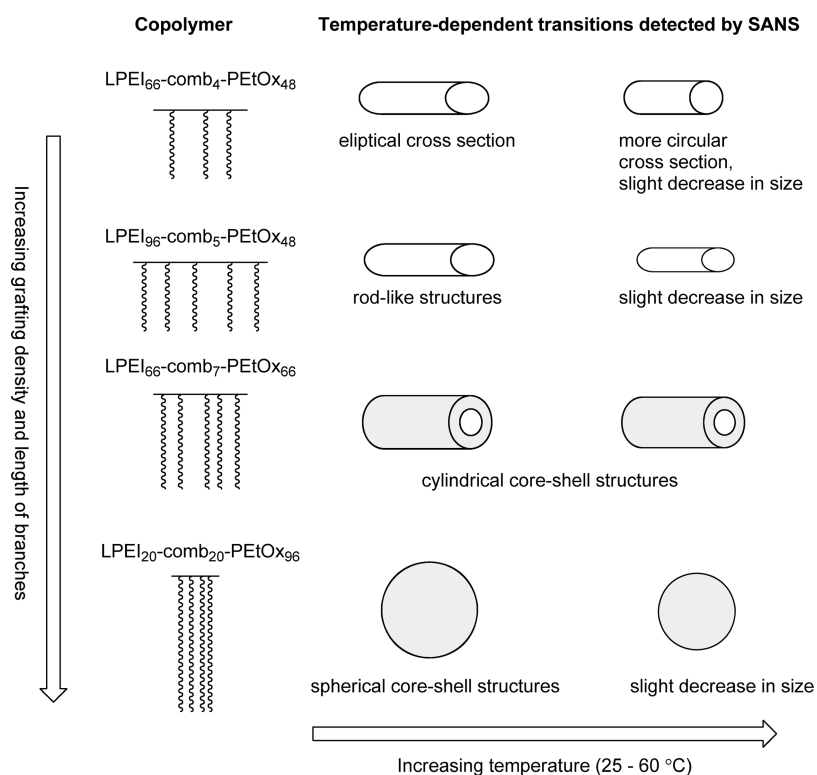 Copolymer
Temperature-dependent transitions detected by SANS
LPEI66-comb4-PEtOx48
eliptical cross section
more circular
cross section,
slight decrease in size
LPEI96-comb5-PEtOx48
rod-like structures
slight decrease in size
LPEI66-comb7-PEtOx66
cylindrical core-shell structures
LPEI20-comb20-PEtOx96
spherical core-shell structures
slight decrease in size
Increasing temperature (25 - 60 °C)
Increasing grafting density and length of branches